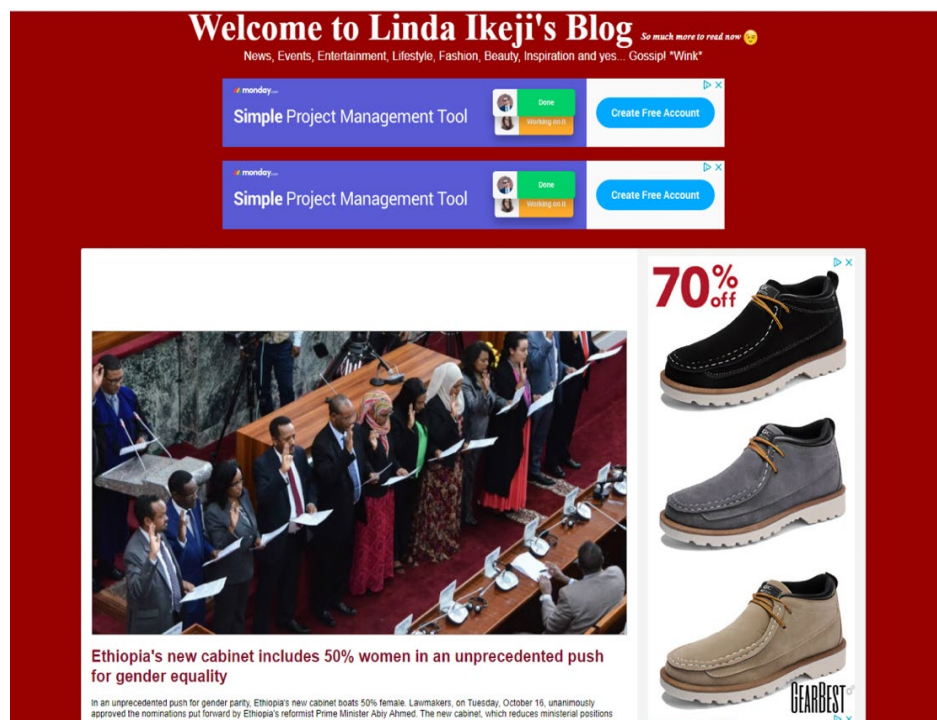 Welcome to Linda Ikeji's Blog So much more to read now
News, Events, Entertainment, Lifestyle, Fashion, Beauty, Inspiration and yes... Gossip! *Wink*
monday.com
Simple Project Management Tool
Done
Working on it
Create Free Account
monday.com
Simple Project Management Tool
Done
Working on it
Create Free Account
70% off
Ethiopia's new cabinet includes 50% women in an unprecedented push
for gender equality
In an unprecedented push for gender parity, Ethiopia's new cabinet boats 50% female. Lawmakers, on Tuesday, October 16, unanimously
approved the nominations put forward by Ethiopia's reformist Prime Minister Abiy Ahmed. The new cabinet, which reduces ministerial positions
GEARBEST